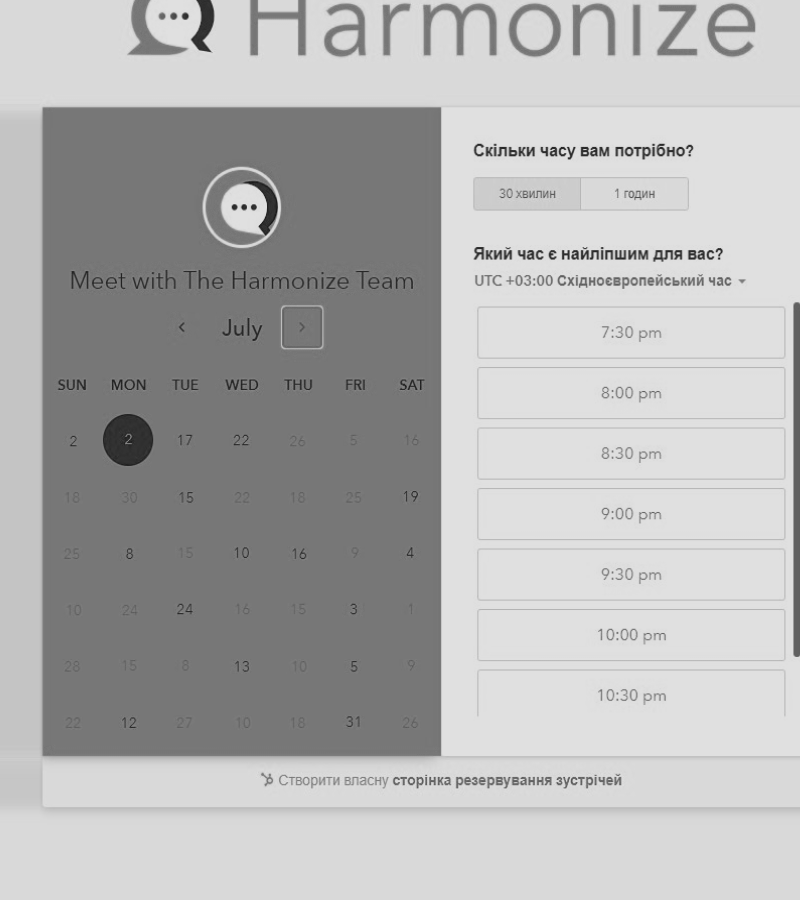 Harmonize
Meet with The Harmonize Team
July
SUN MON TUE WED THU FRI SAT
2 2 17 22 26 5 16
18 30 15 22 18 25 19
25 8 15 10 16 9 4
10 24 24 16 15 3 1
28 15 8 13 10 5 9
22 12 27 10 18 31 26
Скільки часу вам потрібно?
30 хвилин 1 годин
Який час є найліпшим для вас?
UTC +03:00 Східноєвропейський час
7:30 pm
8:00 pm
8:30 pm
9:00 pm
9:30 pm
10:00 pm
10:30 pm
Створити власну сторінка резервування зустрічей